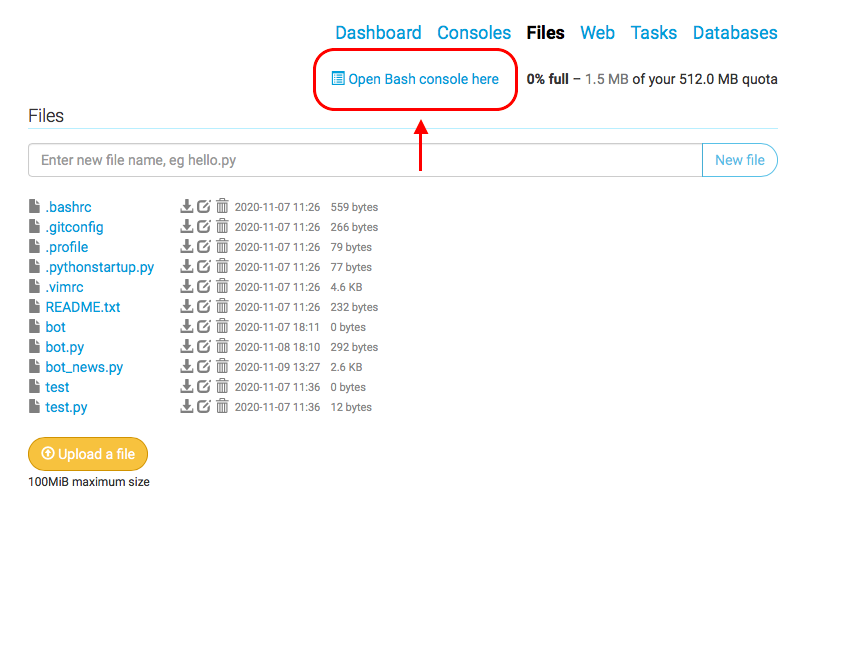 Dashboard Consoles Files Web Tasks Databases
Open Bash console here 0% full – 1.5 MB of your 512.0 MB quota
Files
Enter new file name, eg hello.py New file
.bashrc 2020-11-07 11:26 559 bytes
.gitconfig 2020-11-07 11:26 266 bytes
.profile 2020-11-07 11:26 79 bytes
.pythonstartup.py 2020-11-07 11:26 77 bytes
.vimrc 2020-11-07 11:26 4.6 KB
README.txt 2020-11-07 11:26 232 bytes
bot 2020-11-07 18:11 0 bytes
bot.py 2020-11-08 18:10 292 bytes
bot_news.py 2020-11-09 13:27 2.6 KB
test 2020-11-07 11:36 0 bytes
test.py 2020-11-07 11:36 12 bytes
Upload a file
100MiB maximum size